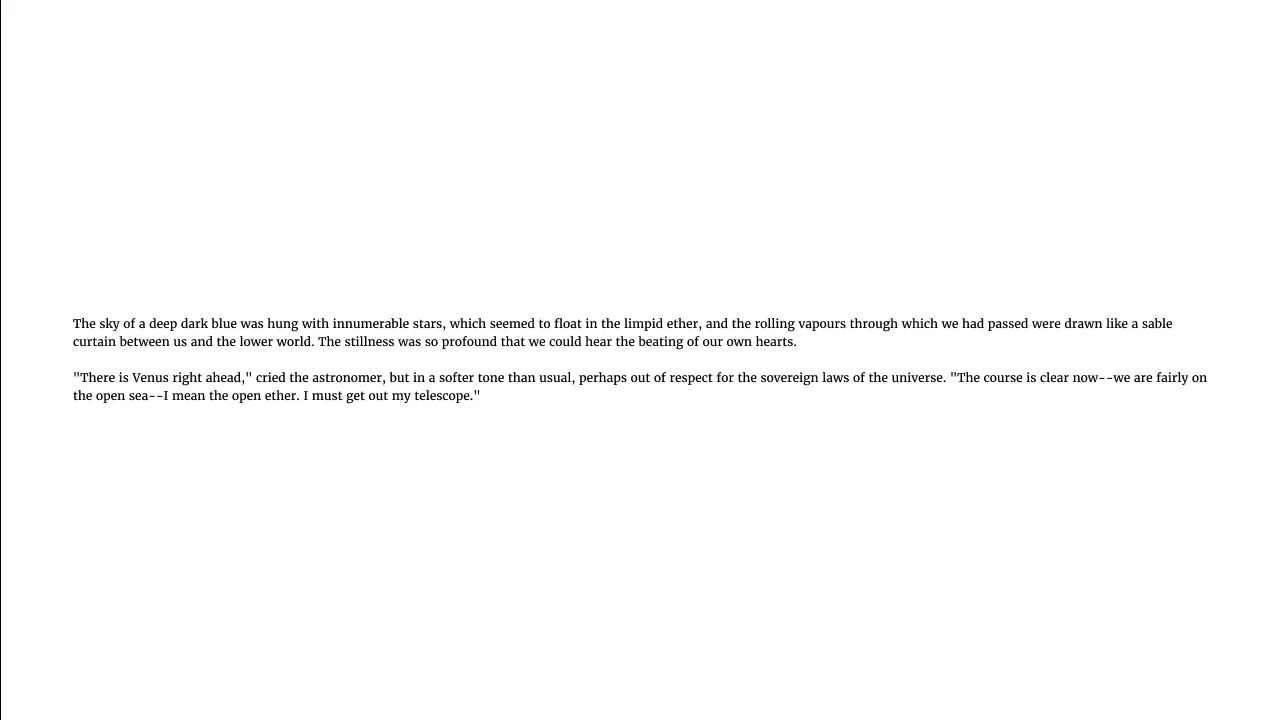 The sky of a deep dark blue was hung with innumerable stars, which seemed to float in the limpid ether, and the rolling vapours through which we had passed were drawn like a sable
curtain between us and the lower world. The stillness was so profound that we could hear the beating of our own hearts.
"There is Venus right ahead," cried the astronomer, but in a softer tone than usual, perhaps out of respect for the sovereign laws of the universe. "The course is clear now--we are fairly on
the open sea--I mean the open ether. I must get out my telescope."